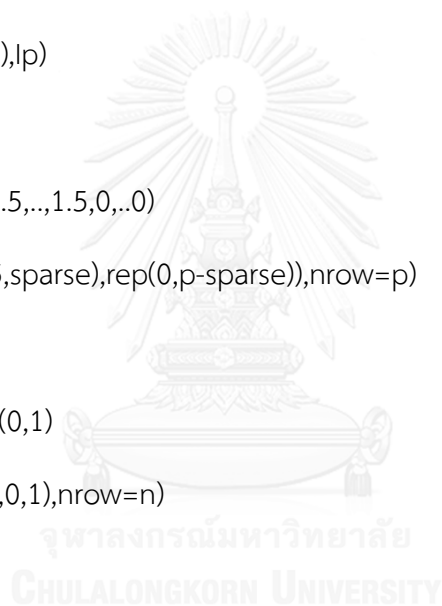 ),Ip)
.5,..,1.5,0,..0)
,sparse),rep(0,p-sparse)),nrow=p)
(0,1)
,0,1),nrow=n)
จุฬาลงกรณ์มหาวิทยาลัย
CHULALONGKORN UNIVERSITY